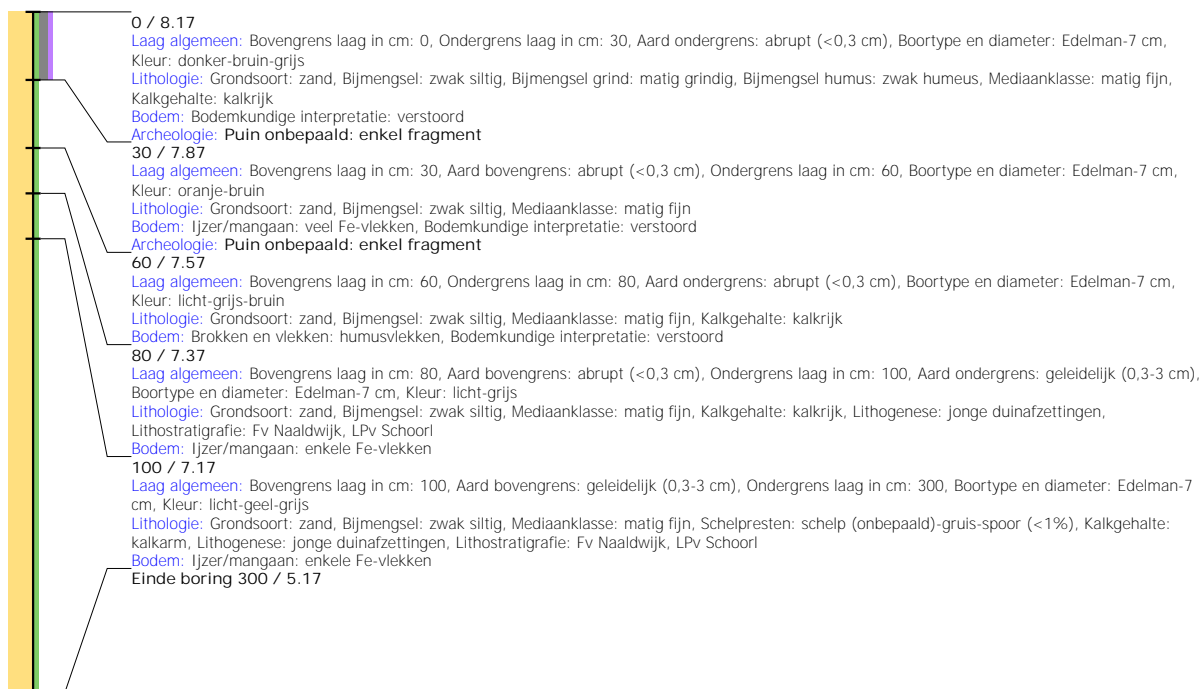 0 / 8.17
Laag algemeen: Bovengrens laag in cm: 0, Ondergrens laag in cm: 30, Aard ondergrens: abrupt (<0,3 cm), Boortype en diameter: Edelman-7 cm,
Kleur: donker-bruin-grijs
Lithologie: Grondsoort: zand, Bijmengsel: zwak siltig, Bijmengsel grind: matig grindig, Bijmengsel humus: zwak humeus, Mediaanklasse: matig fijn,
Kalkgehalte: kalkrijk
Bodem: Bodemkundige interpretatie: verstoord
Archeologie: Puin onbepaald: enkel fragment
30 / 7.87
Laag algemeen: Bovengrens laag in cm: 30, Aard bovengrens: abrupt (<0,3 cm), Ondergrens laag in cm: 60, Boortype en diameter: Edelman-7 cm,
Kleur: oranje-bruin
Lithologie: Grondsoort: zand, Bijmengsel: zwak siltig, Mediaanklasse: matig fijn
Bodem: Ijzer/mangaan: veel Fe-vlekken, Bodemkundige interpretatie: verstoord
Archeologie: Puin onbepaald: enkel fragment
60 / 7.57
Laag algemeen: Bovengrens laag in cm: 60, Ondergrens laag in cm: 80, Aard ondergrens: abrupt (<0,3 cm), Boortype en diameter: Edelman-7 cm,
Kleur: licht-grijs-bruin
Lithologie: Grondsoort: zand, Bijmengsel: zwak siltig, Mediaanklasse: matig fijn, Kalkgehalte: kalkrijk
Bodem: Brokken en vlekken: humusvlekken, Bodemkundige interpretatie: verstoord
80 / 7.37
Laag algemeen: Bovengrens laag in cm: 80, Aard bovengrens: abrupt (<0,3 cm), Ondergrens laag in cm: 100, Aard ondergrens: geleidelijk (0,3-3 cm),
Boortype en diameter: Edelman-7 cm, Kleur: licht-grijs
Lithologie: Grondsoort: zand, Bijmengsel: zwak siltig, Mediaanklasse: matig fijn, Kalkgehalte: kalkrijk, Lithogenese: jonge duinafzettingen,
Lithostratigrafie: Fv Naaldwijk, LPv Schoorl
Bodem: Ijzer/mangaan: enkele Fe-vlekken
100 / 7.17
Laag algemeen: Bovengrens laag in cm: 100, Aard bovengrens: geleidelijk (0,3-3 cm), Ondergrens laag in cm: 300, Boortype en diameter: Edelman-7
cm, Kleur: licht-geel-grijs
Lithologie: Grondsoort: zand, Bijmengsel: zwak siltig, Mediaanklasse: matig fijn, Schelpresten: schelp (onbepaald)-gruis-spoor (<1%), Kalkgehalte:
kalkarm, Lithogenese: jonge duinafzettingen, Lithostratigrafie: Fv Naaldwijk, LPv Schoorl
Bodem: Ijzer/mangaan: enkele Fe-vlekken
Einde boring 300 / 5.17